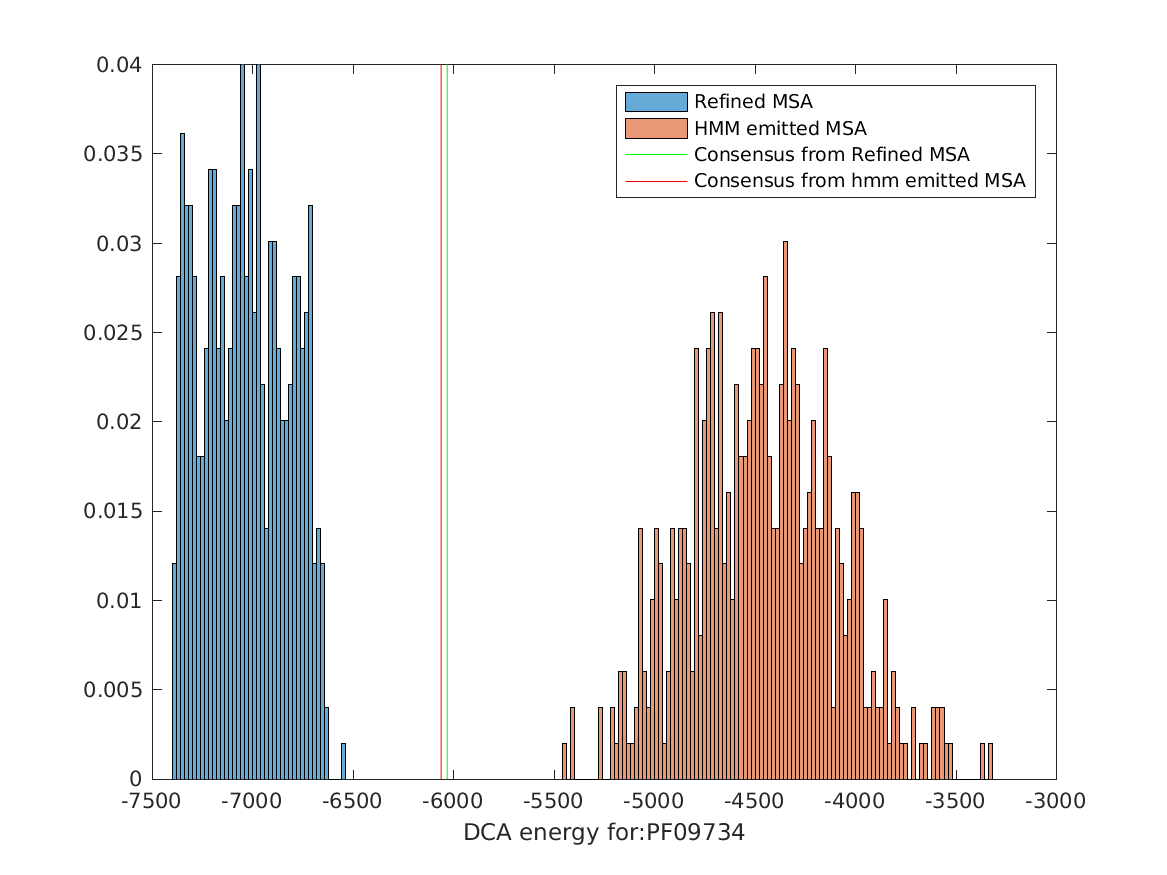 0.04
0.035
0.03
0.025
0.02
0.015
0.01
0.005
0
-7500 -7000 -6500 -6000 -5500 -5000 -4500 -4000 -3500 -3000
DCA energy for:PF09734
Refined MSA
HMM emitted MSA
Consensus from Refined MSA
Consensus from hmm emitted MSA